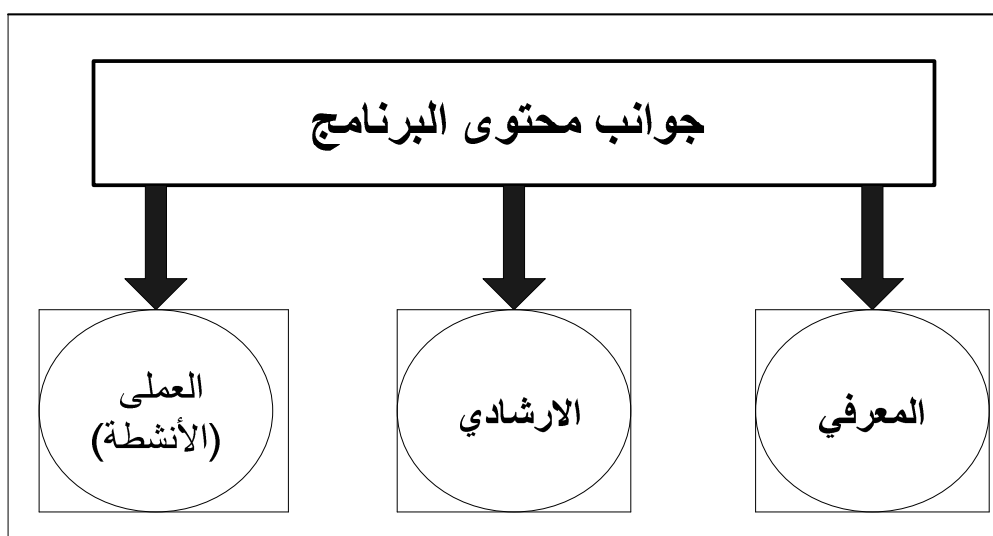 جوانب محتوى البرنامج
المعرفي
الارشادي
العملى
(الأنشطة)